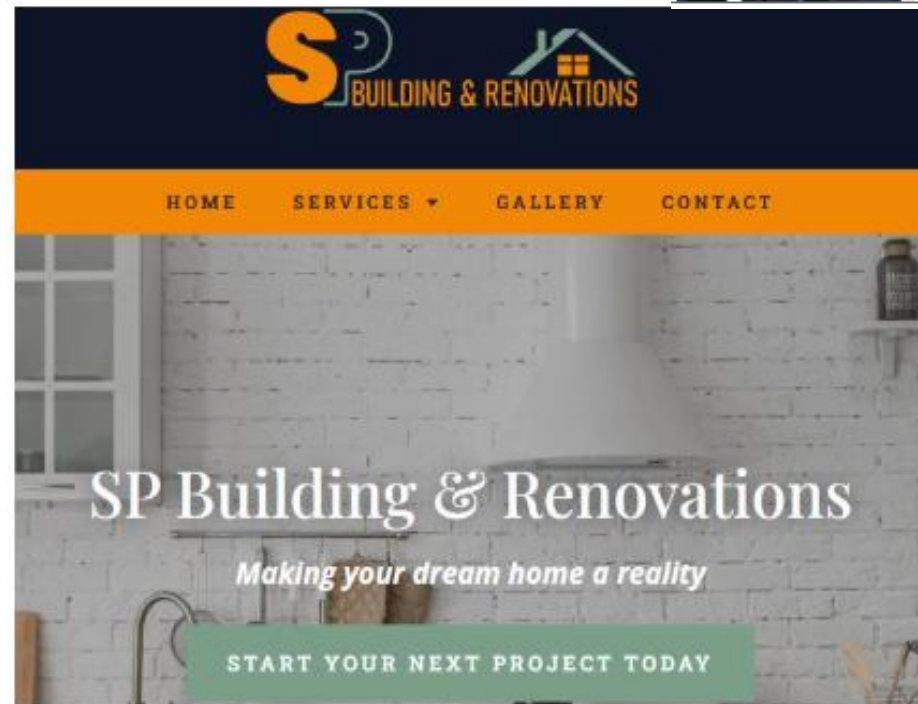 SP
BUILDING & RENOVATIONS
HOME SERVICES GALLERY CONTACT
SP Building & Renovations
Making your dream home a reality
START YOUR NEXT PROJECT TODAY